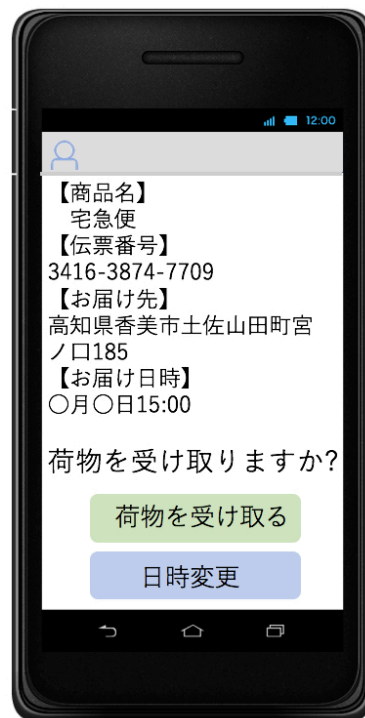 12:00
【商品名】
宅急便
【伝票番号】
3416-3874-7709
【お届け先】
高知県香美市土佐山田町宮
ノ口185
【お届け日時】
○月○日15:00
荷物を受け取りますか?
荷物を受け取る
日時変更